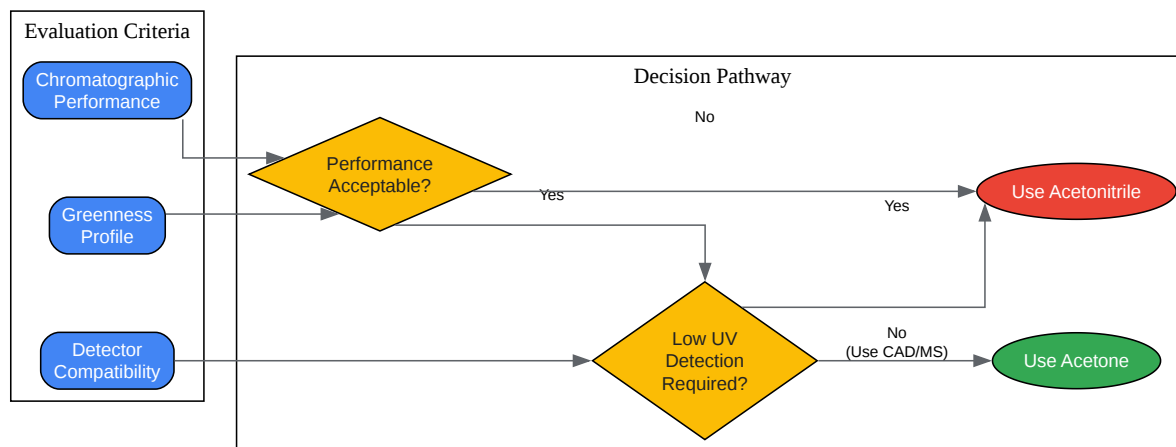 Evaluation Criteria
Chromatographic
Performance
Greenness
Profile
Detector
Compatibility
Decision Pathway
No
Performance
Acceptable?
Yes
Yes
Use Acetonitrile
Low UV
Detection
Required?
No
(Use CAD/MS)
Use Acetone